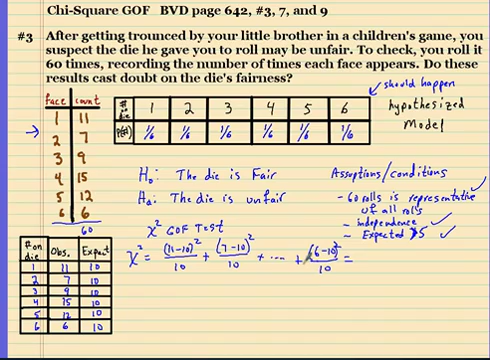 Chi-Square GOF BVD page 642, #3, 7, and 9
#3 After getting trounced by your little brother in a children's game, you
suspect the die he gave you to roll may be unfair. To check, you roll it
60 times, recording the number of times each face appears. Do these
results cast doubt on the die's fairness?
should happen
face count
1 11
2 7
3 9
4 15
5 12
6 6
60
# on die 1 2 3 4 5 6
P(#) 1/6 1/6 1/6 1/6 1/6 1/6
hypothesized
Model
H₀: The die is Fair
Hₐ: The die is unfair
Assumptions/conditions
- 60 rolls is representative
of all rolls
- independence ✓
- Expected ≥ 5 ✓
χ² GOF Test
χ² = (11-10)²/10 + (7-10)²/10 + .... + (6-10)²/10 =
# on die Obs. Expect
1 11 10
2 7 10
3 9 10
4 15 10
5 12 10
6 6 10